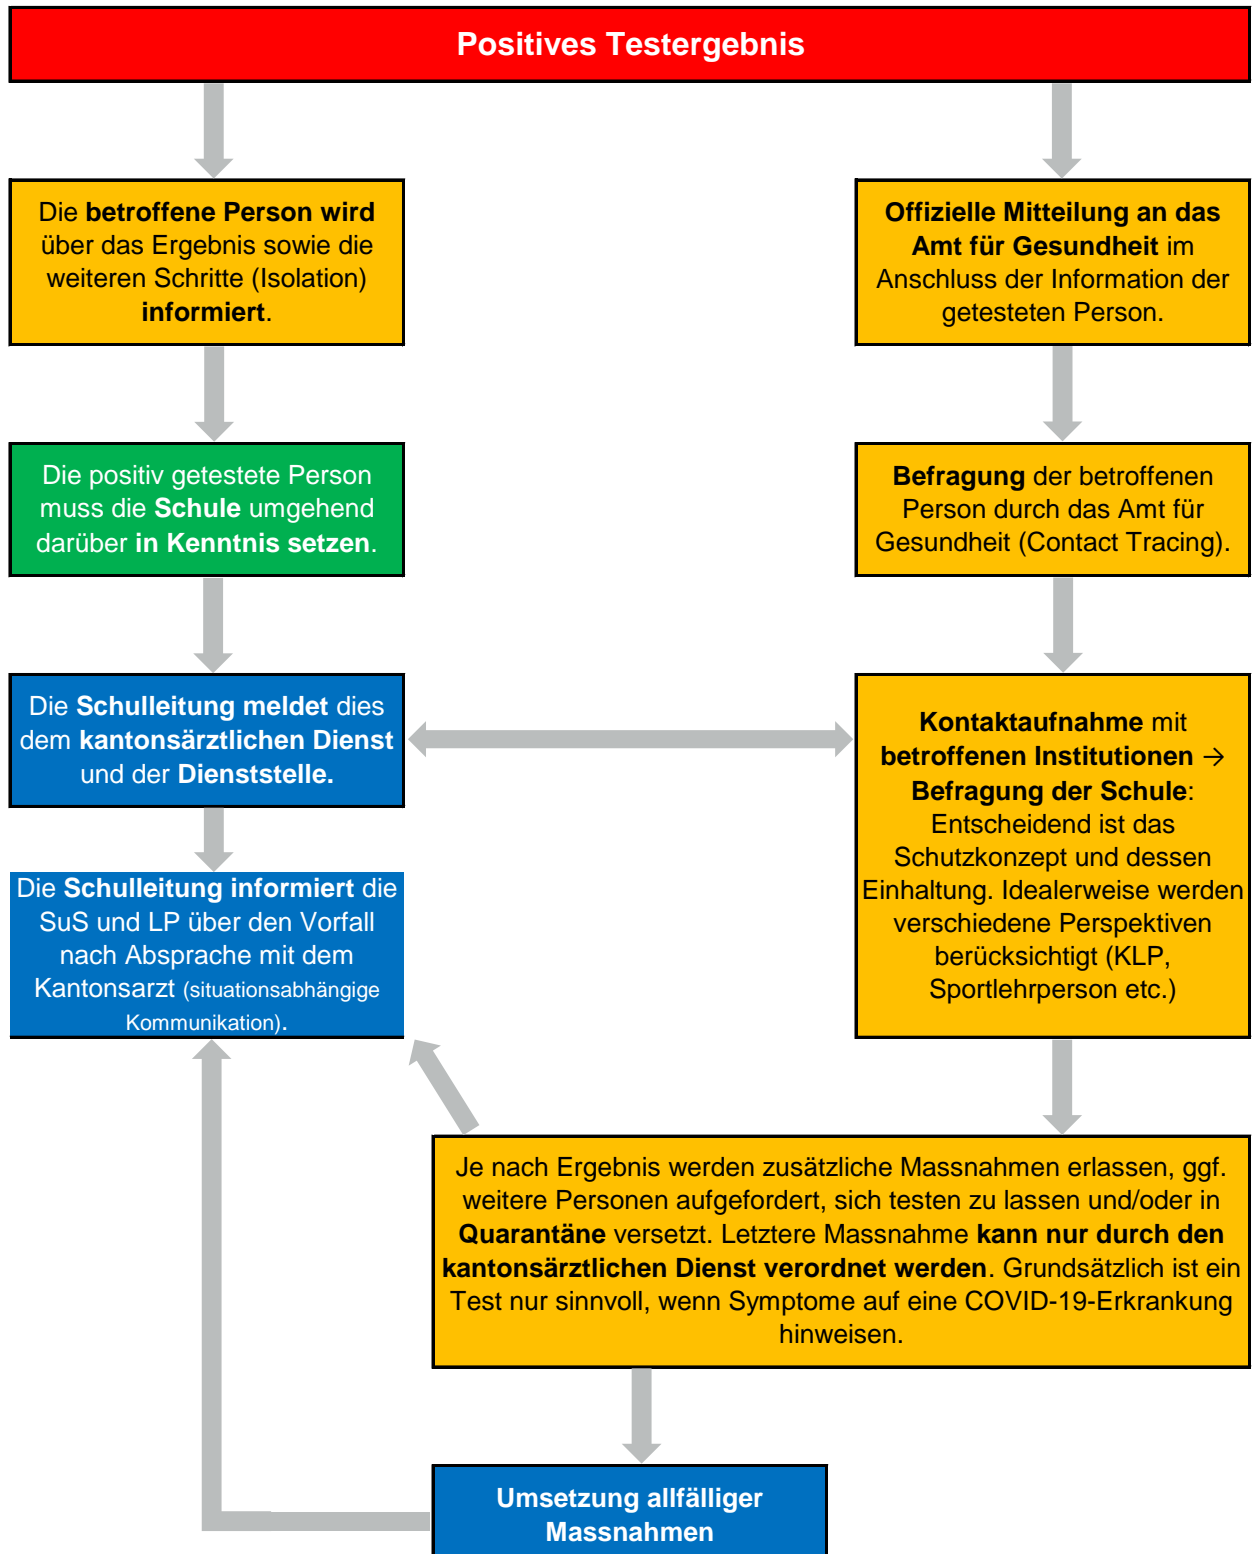 Positives Testergebnis
Die betroffene Person wird
über das Ergebnis sowie die
weiteren Schritte (Isolation)
informiert.
Offizielle Mitteilung an das
Amt für Gesundheit im
Anschluss der Information der
getesteten Person.
Die positiv getestete Person
muss die Schule umgehend
darüber in Kenntnis setzen.
Befragung der betroffenen
Person durch das Amt für
Gesundheit (Contact Tracing).
Die Schulleitung meldet dies
dem kantonsärztlichen Dienst
und der Dienststelle.
Kontaktaufnahme mit
betroffenen Institutionen →
Befragung der Schule:
Entscheidend ist das
Schutzkonzept und dessen
Einhaltung. Idealerweise werden
verschiedene Perspektiven
berücksichtigt (KLP,
Sportlehrperson etc.)
Die Schulleitung informiert die
SuS und LP über den Vorfall
nach Absprache mit dem
Kantonsarzt (situationsabhängige
Kommunikation).
Je nach Ergebnis werden zusätzliche Massnahmen erlassen, ggf.
weitere Personen aufgefordert, sich testen zu lassen und/oder in
Quarantäne versetzt. Letztere Massnahme kann nur durch den
kantonsärztlichen Dienst verordnet werden. Grundsätzlich ist ein
Test nur sinnvoll, wenn Symptome auf eine COVID-19-Erkrankung
hinweisen.
Umsetzung allfälliger
Massnahmen